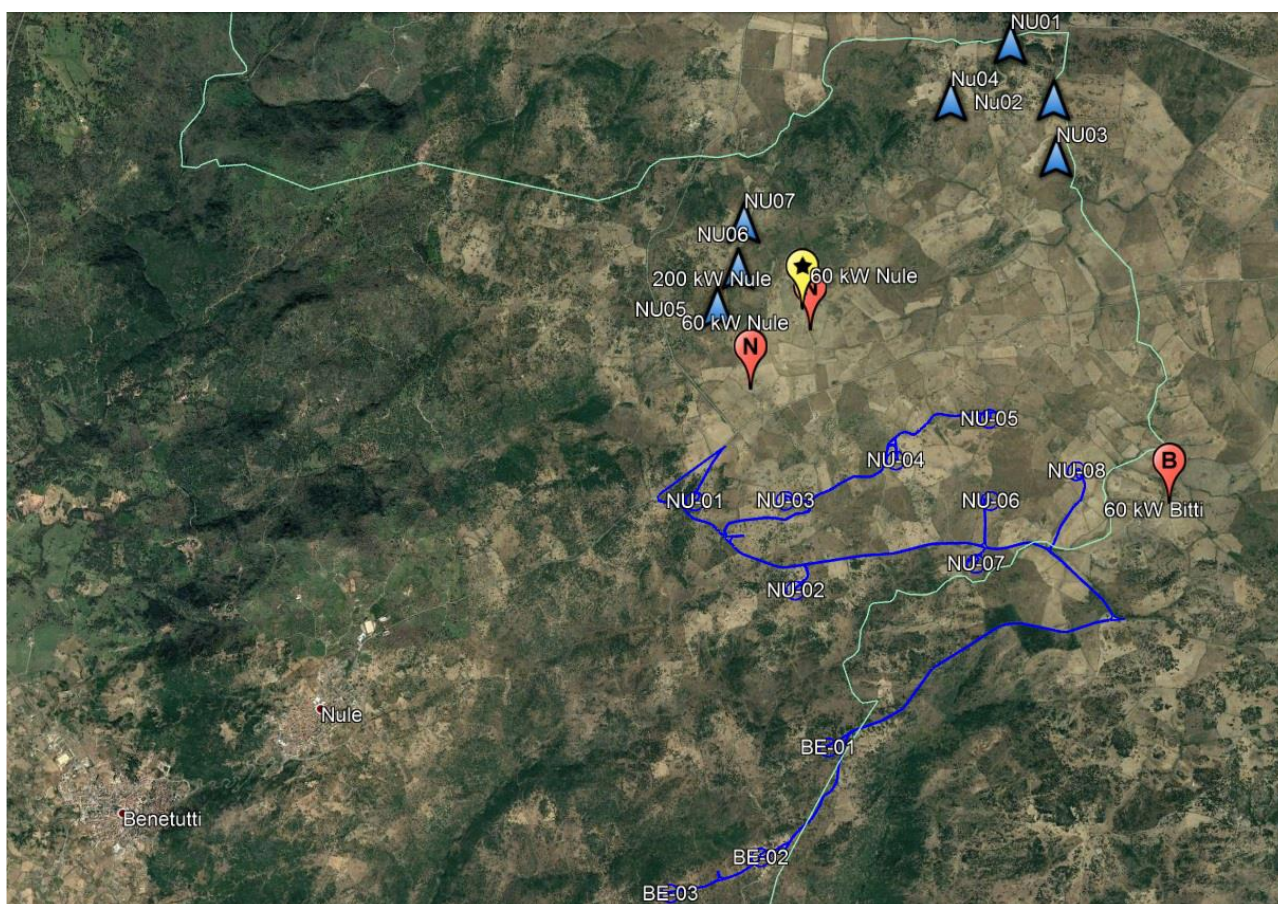 NU01
Nu04
Nu02
NU03
NU07
NU06
200 kW Nule
60 kW Nule
NU05
60 kW Nule
N
NU-05
NU-04
NU-08
B
NU-01
NU-03
NU-06
60 kW Bitti
NU-07
NU-02
Nule
BE-01
Benetutti
BE-02
BE-03